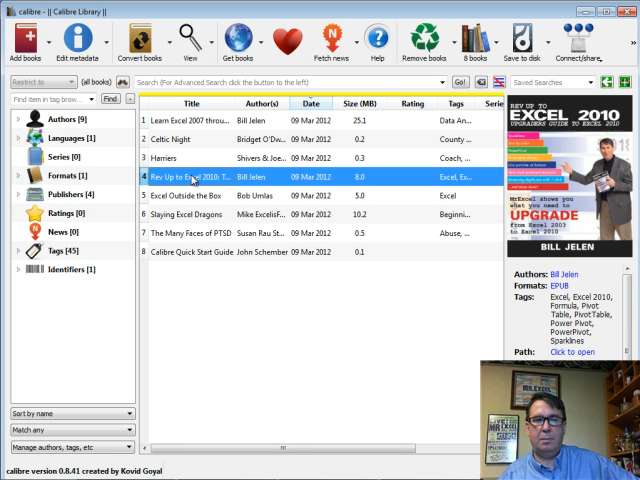 calibre - || Calibre Library ||
Add books
Edit metadata
Convert books
View
Get books
Fetch news
Help
Remove books
8 books
Save to disk
Connect/share
»
Restrict to
(all books)
Search (For Advanced Search click the button to the left)
Go!
Saved Searches
Find item in tag brows...
Find
-
Authors [9]
Languages [1]
Series [0]
Formats [1]
Publishers [4]
Ratings [0]
News [0]
Tags [45]
Identifiers [1]
Sort by name
Match any
Manage authors, tags, etc
Title Author(s) Date Size (MB) Rating Tags Serie
1 Learn Excel 2007 throu... Bill Jelen 09 Mar 2012 25.1 Data An...
2 Celtic Night Bridget O'Dw... 09 Mar 2012 0.2 County ...
3 Harriers Shivers & Joe... 09 Mar 2012 0.3 Coach, ...
4 Rev Up to Excel 2010: T... Bill Jelen 09 Mar 2012 8.0 Excel, Ex...
5 Excel Outside the Box Bob Umlas 09 Mar 2012 5.0 Excel
6 Slaying Excel Dragons Mike ExcelisF... 09 Mar 2012 10.2 Beginni...
7 The Many Faces of PTSD Susan Rau St... 09 Mar 2012 0.5 Abuse, ...
8 Calibre Quick Start Guide John Schember 09 Mar 2012 0.1
REV UP TO
EXCEL 2010
UPGRADERS GUIDE TO EXCEL 2010
MrExcel shows you
what you need to
UPGRADE
from Excel 2003
to Excel 2010
BILL JELEN
Authors: Bill Jelen
Formats: EPUB
Tags: Excel, Excel 2010,
Formula, Pivot
Table, PivotTable,
Power Pivot,
PowerPivot,
Sparklines
Path: Click to open
MR.EXCEL
MR EXCEL
calibre version 0.8.41 created by Kovid Goyal